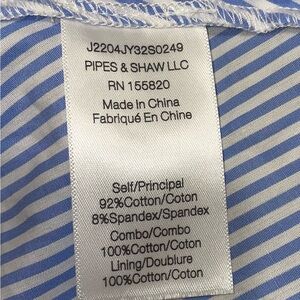 J2204JY32S0249
PIPES & SHAW LLC
RN 155820
Made In China
Fabriqué En Chine
Self/Principal
92%Cotton/Coton
8%Spandex/Spandex
Combo/Combo
100%Cotton/Coton
Lining/Doublure
100%Cotton/Coton